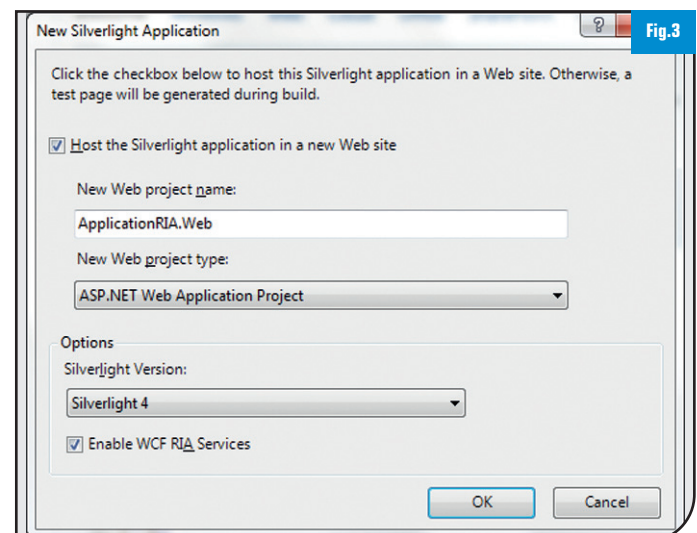 New Silverlight Application
?
Fig.3
Click the checkbox below to host this Silverlight application in a Web site. Otherwise, a
test page will be generated during build.
Host the Silverlight application in a new Web site
New Web project name:
ApplicationRIA.Web
New Web project type:
ASP.NET Web Application Project
Options
Silverlight Version:
Silverlight 4
Enable WCF RIA Services
OK
Cancel